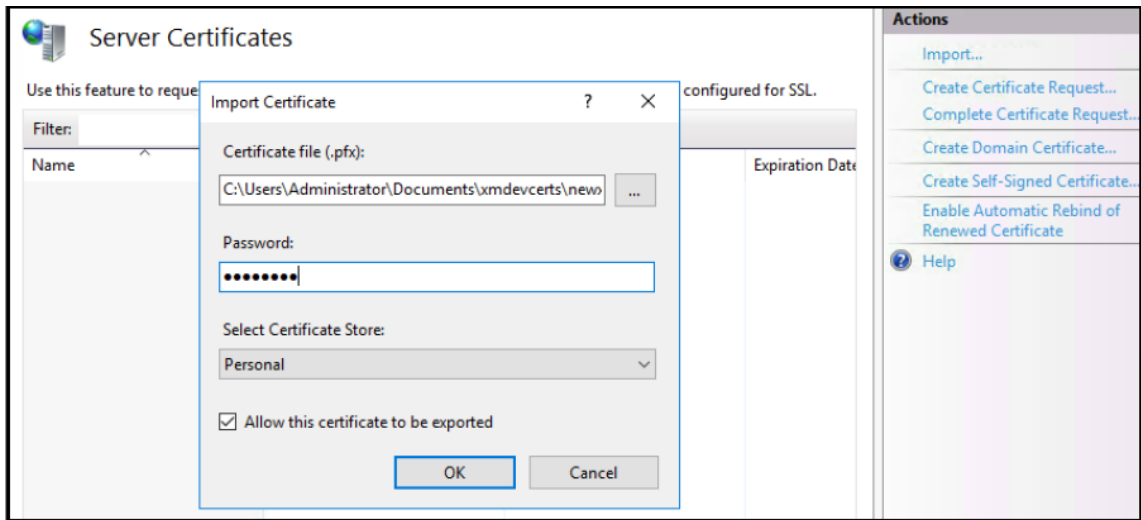 Server Certificates
Use this feature to reque
configured for SSL.
Filter:
Name
Expiration Date
Import Certificate
?
Certificate file (.pfx):
C:\Users\Administrator\Documents\xmdevcerts\new
...
Password:
••••••••
Select Certificate Store:
Personal
Allow this certificate to be exported
OK
Cancel
Actions
Import...
Create Certificate Request...
Complete Certificate Request...
Create Domain Certificate...
Create Self-Signed Certificate...
Enable Automatic Rebind of
Renewed Certificate
Help